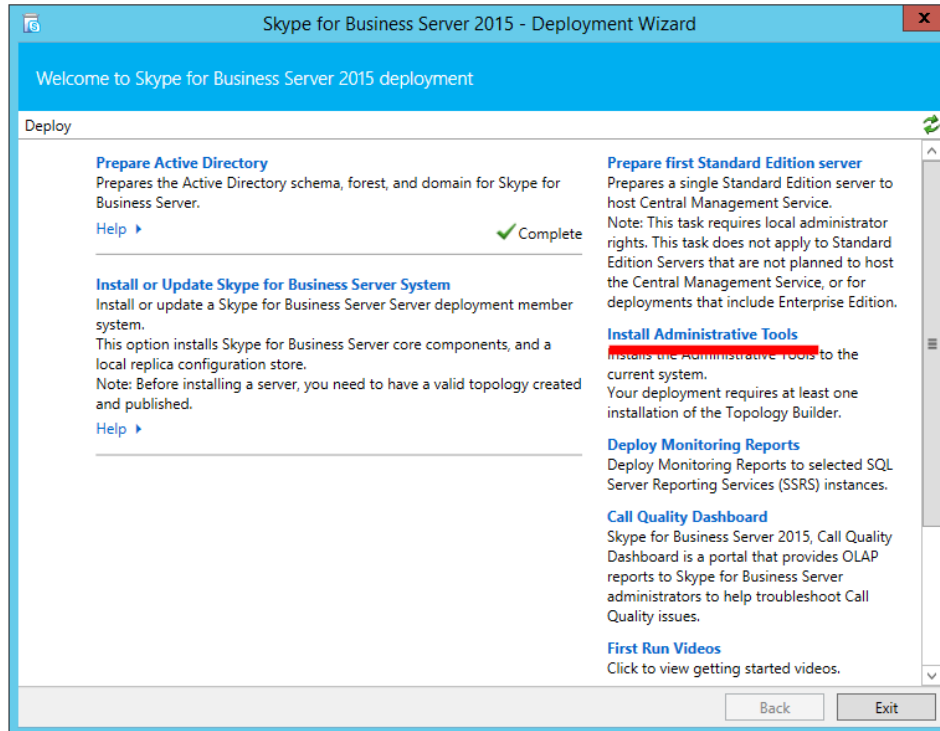 Skype for Business Server 2015 - Deployment Wizard
x
Welcome to Skype for Business Server 2015 deployment
Deploy
Prepare Active Directory
Prepares the Active Directory schema, forest, and domain for Skype for
Business Server.
Help
Complete
Install or Update Skype for Business Server System
Install or update a Skype for Business Server Server deployment member
system.
This option installs Skype for Business Server core components, and a
local replica configuration store.
Note: Before installing a server, you need to have a valid topology created
and published.
Help
Prepare first Standard Edition server
Prepares a single Standard Edition server to
host Central Management Service.
Note: This task requires local administrator
rights. This task does not apply to Standard
Edition Servers that are not planned to host
the Central Management Service, or for
deployments that include Enterprise Edition.
Install Administrative Tools
Installs the Administrative Tools to the
current system.
Your deployment requires at least one
installation of the Topology Builder.
Deploy Monitoring Reports
Deploy Monitoring Reports to selected SQL
Server Reporting Services (SSRS) instances.
Call Quality Dashboard
Skype for Business Server 2015, Call Quality
Dashboard is a portal that provides OLAP
reports to Skype for Business Server
administrators to help troubleshoot Call
Quality issues.
First Run Videos
Click to view getting started videos.
Back
Exit